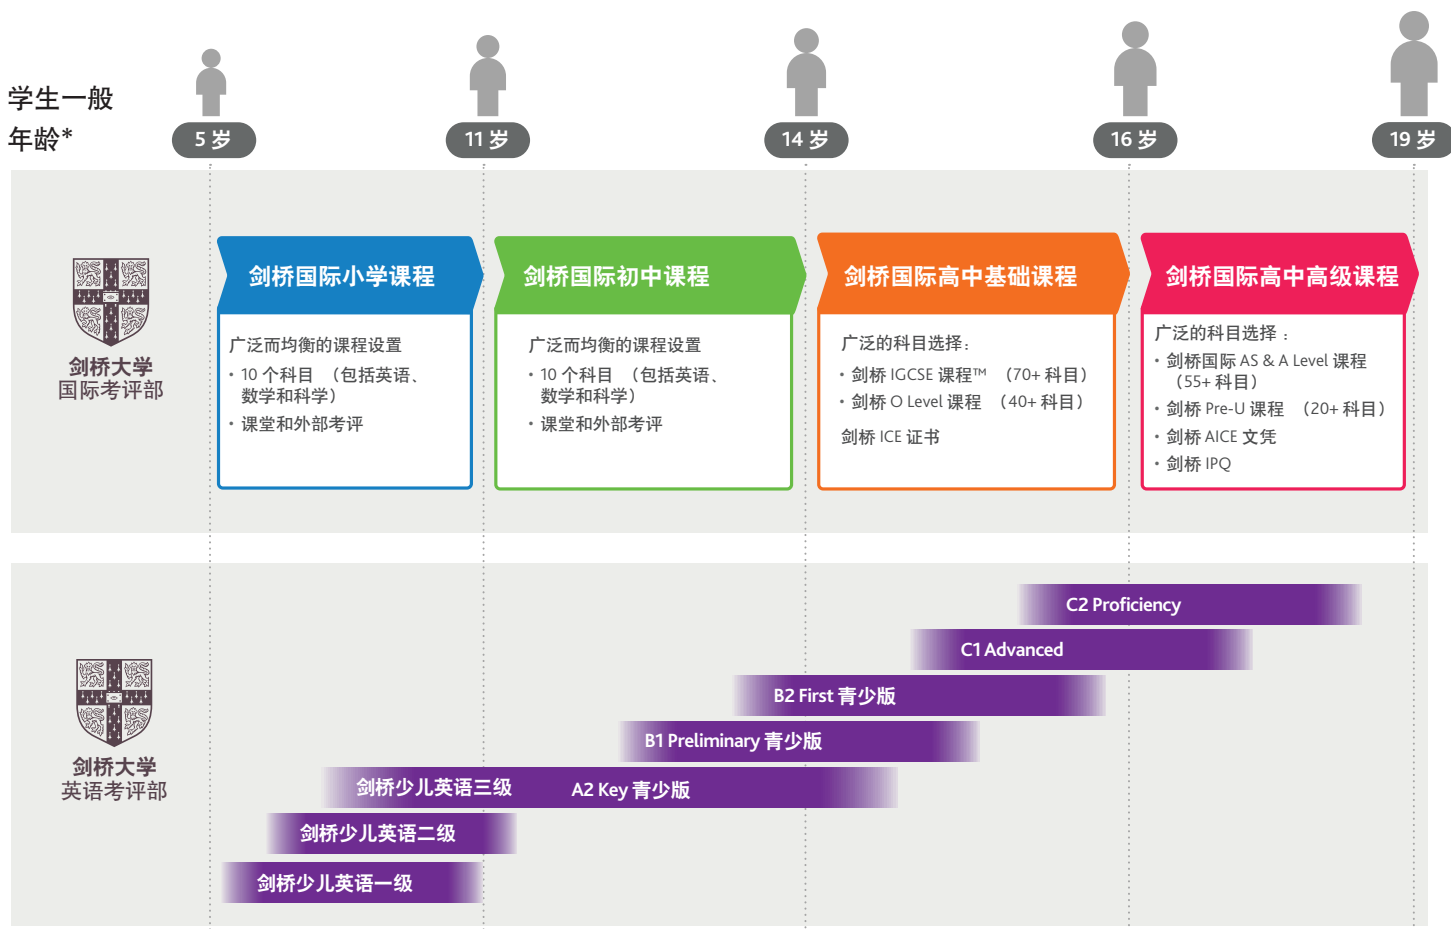 学生一般
年龄*
5 岁
11 岁
14 岁
16 岁
19 岁
剑桥大学
国际考评部
剑桥国际小学课程
广泛而均衡的课程设置
· 10 个科目 （包括英语、
数学和科学）
· 课堂和外部考评
剑桥国际初中课程
广泛而均衡的课程设置
· 10 个科目 （包括英语、
数学和科学）
· 课堂和外部考评
剑桥国际高中基础课程
广泛的科目选择：
· 剑桥 IGCSE 课程™ （70+ 科目）
· 剑桥 O Level 课程 （40+ 科目）
剑桥 ICE 证书
剑桥国际高中高级课程
广泛的科目选择：
· 剑桥国际 AS & A Level 课程
（55+ 科目）
· 剑桥 Pre-U 课程 （20+ 科目）
· 剑桥 AICE 文凭
· 剑桥 IPQ
剑桥大学
英语考评部
C2 Proficiency
C1 Advanced
B2 First 青少版
B1 Preliminary 青少版
剑桥少儿英语三级 A2 Key 青少版
剑桥少儿英语二级
剑桥少儿英语一级